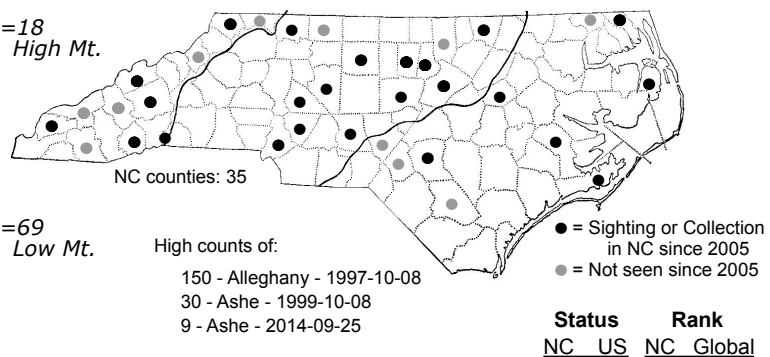 =18
High Mt.
NC counties: 35
=69
Low Mt.
High counts of:
150 - Alleghany - 1997-10-08
30 - Ashe - 1999-10-08
9 - Ashe - 2014-09-25
● = Sighting or Collection
in NC since 2005
● = Not seen since 2005
Status Rank
NC US NC Global